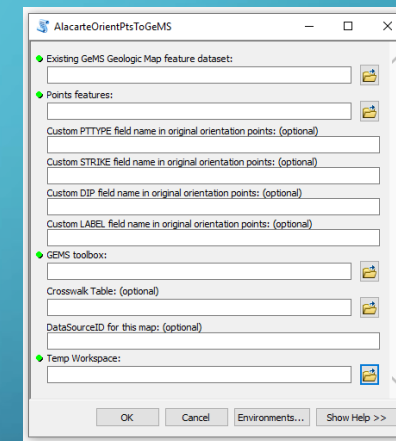 AlacarteOrientPtsToGeMS
Existing GeMS Geologic Map feature dataset:
Points features:
Custom PTTYPE field name in original orientation points: (optional)
Custom STRIKE field name in original orientation points: (optional)
Custom DIP field name in original orientation points: (optional)
Custom LABEL field name in original orientation points: (optional)
GEMS toolbox:
Crosswalk Table: (optional)
DataSourceID for this map: (optional)
Temp Workspace:
OK Cancel Environments... Show Help >>